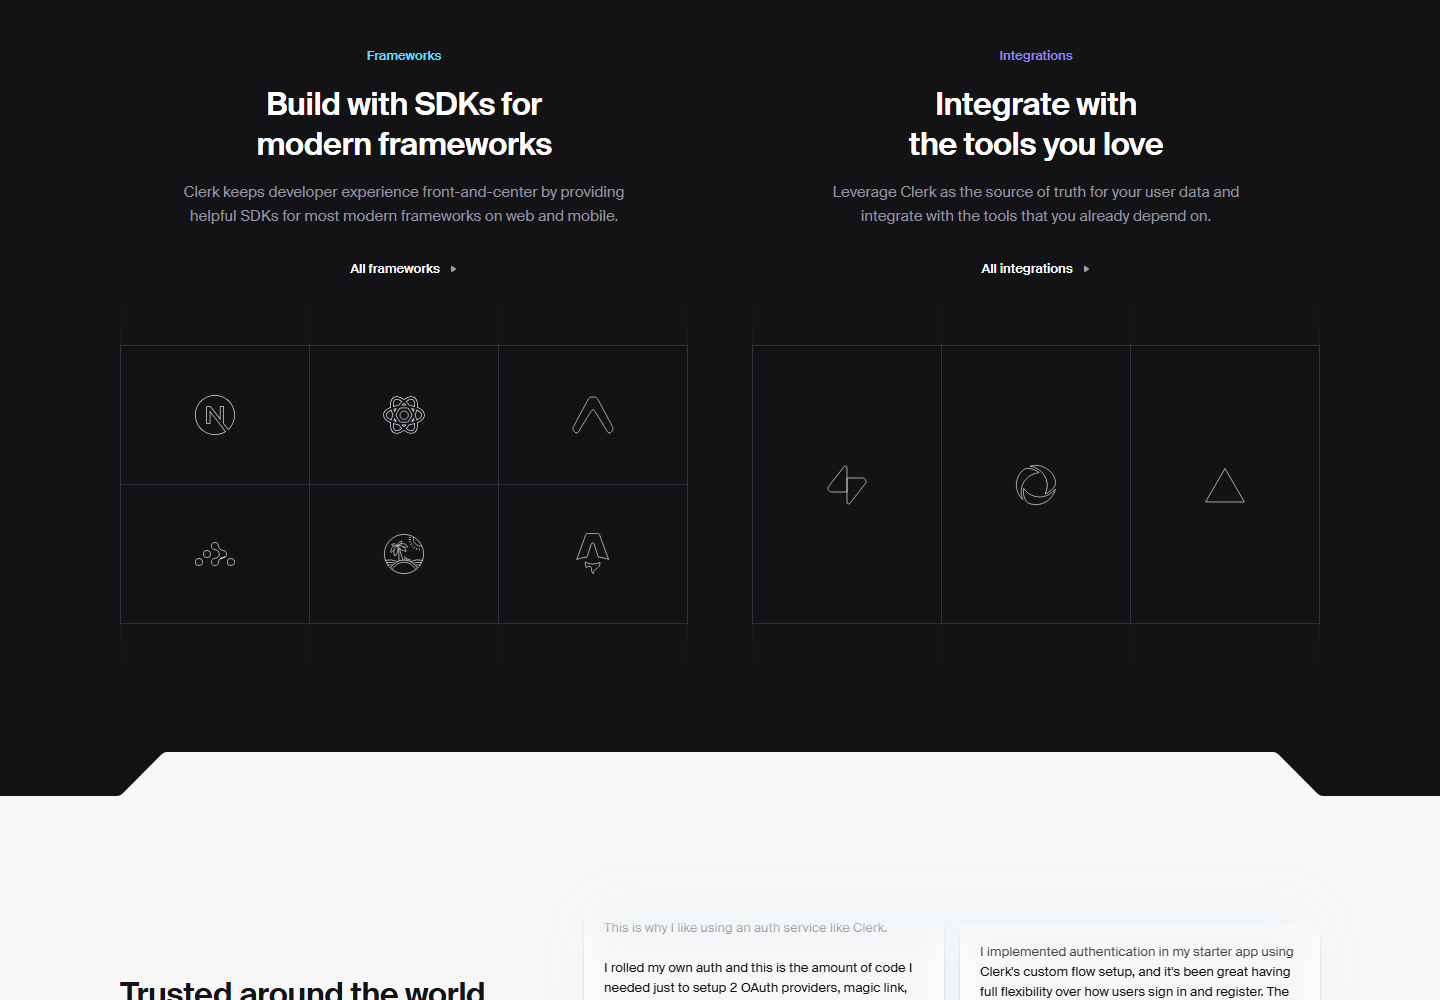 Frameworks
Build with SDKs for
modern frameworks
Clerk keeps developer experience front-and-center by providing
helpful SDKs for most modern frameworks on web and mobile.
All frameworks
Integrations
Integrate with
the tools you love
Leverage Clerk as the source of truth for your user data and
integrate with the tools that you already depend on.
All integrations
N
Trusted around the world
This is why I like using an auth service like Clerk.
I rolled my own auth and this is the amount of code I
needed just to setup 2 OAuth providers, magic link,
I implemented authentication in my starter app using
Clerk's custom flow setup, and it's been great having
full flexibility over how users sign in and register. The